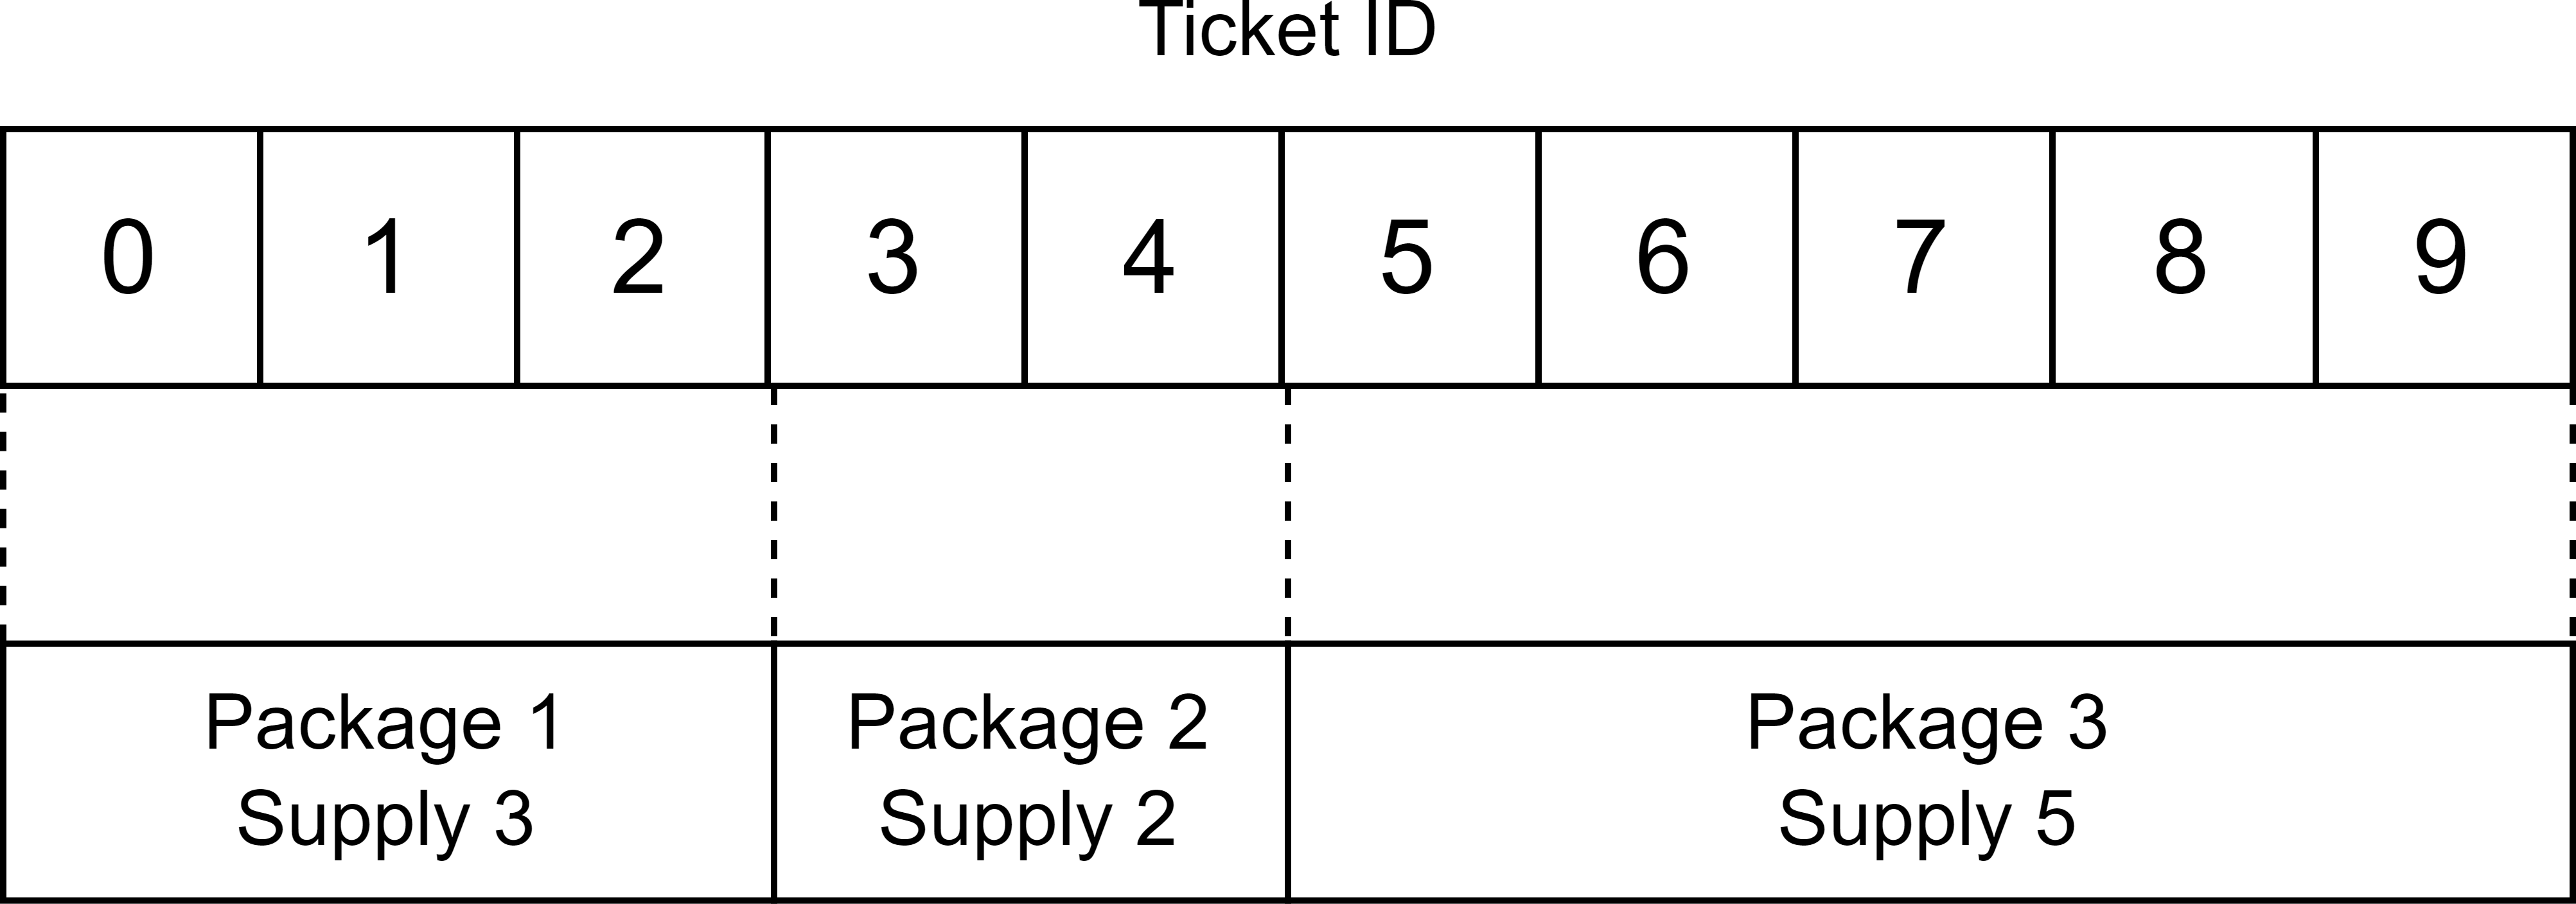 Ticket ID
0 1 2 3 4 5 6 7 8 9
Package 1
Supply 3
Package 2
Supply 2
Package 3
Supply 5